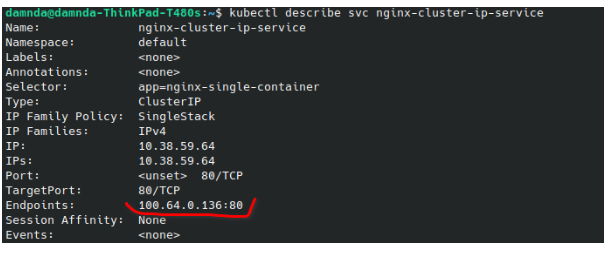 damnda@damnda-ThinkPad-T480s:~$ kubectl describe svc nginx-cluster-ip-service
Name: nginx-cluster-ip-service
Namespace: default
Labels: <none>
Annotations: <none>
Selector: app=nginx-single-container
Type: ClusterIP
IP Family Policy: SingleStack
IP Families: IPv4
IP: 10.38.59.64
IPs: 10.38.59.64
Port: <unset> 80/TCP
TargetPort: 80/TCP
Endpoints: 100.64.0.136:80
Session Affinity: None
Events: <none>